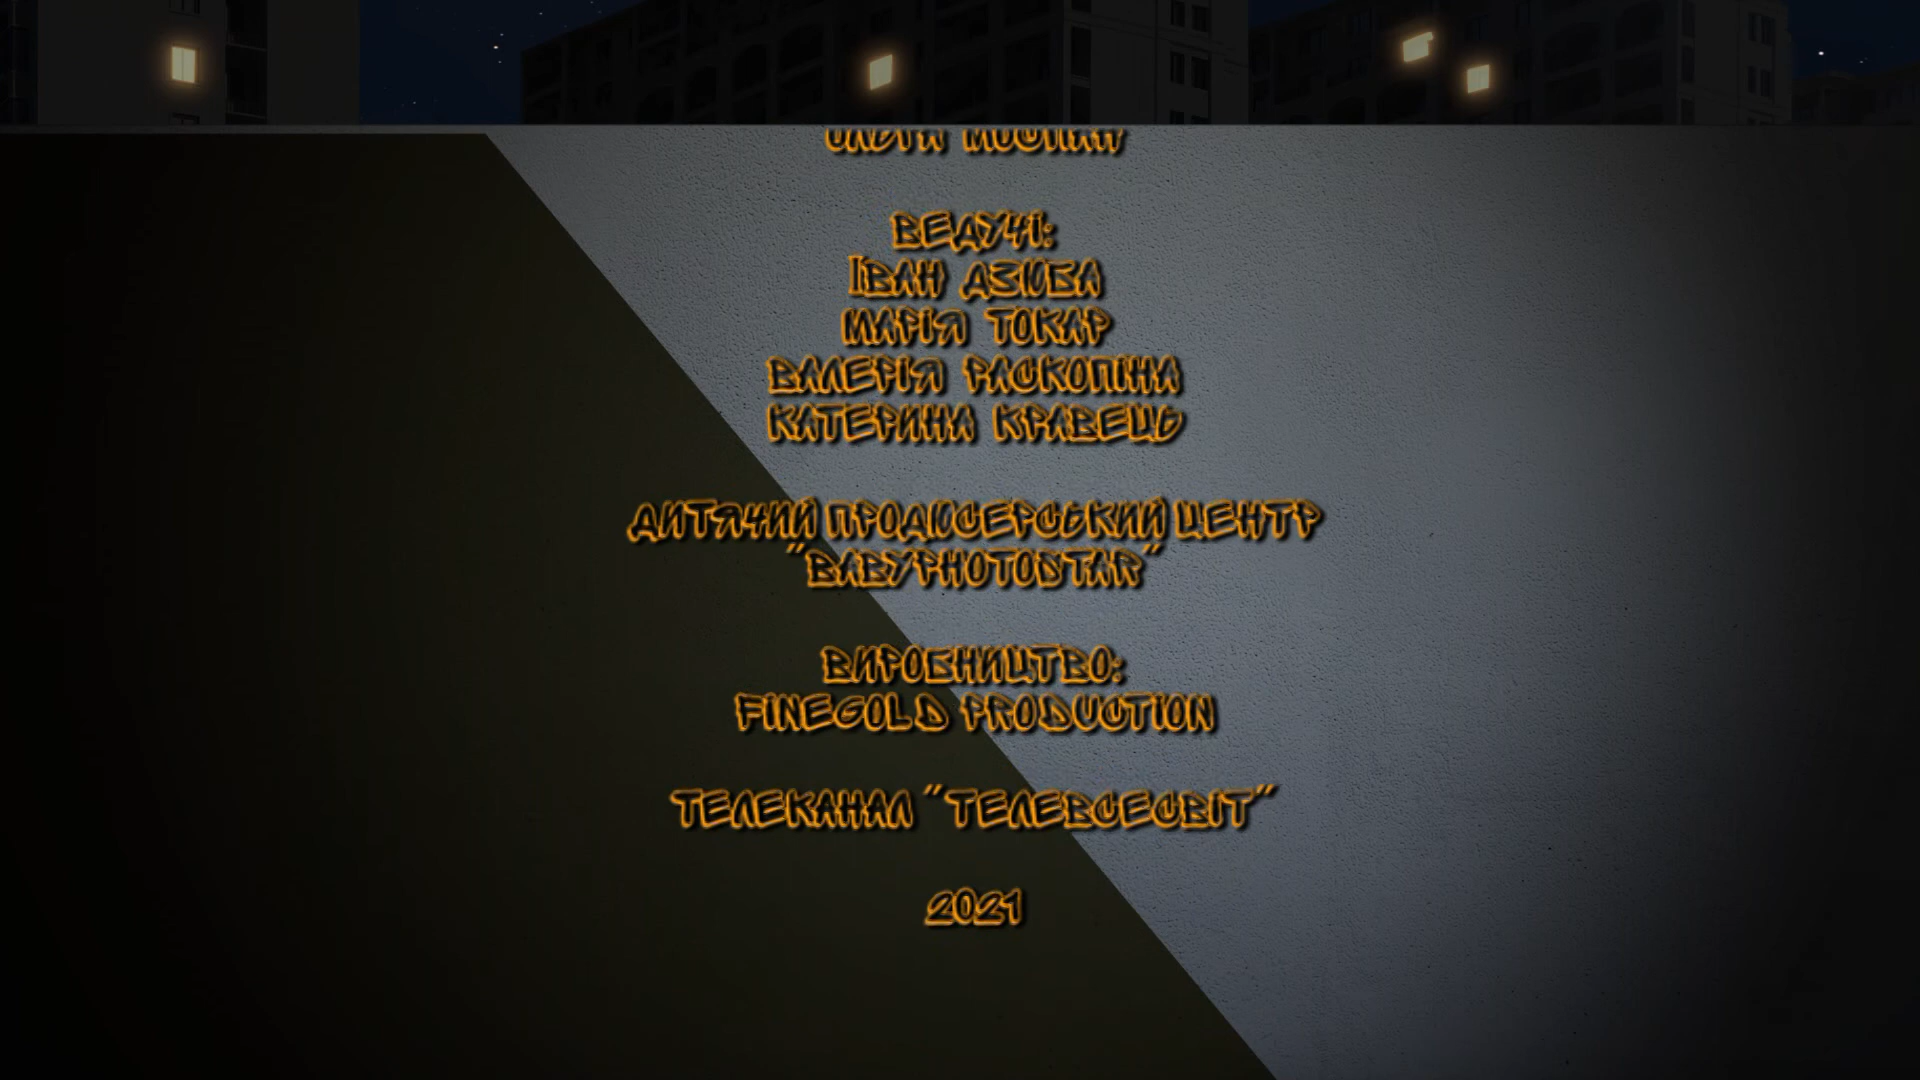 ВЕДУЧІ:
ІВАН ДЗЮБА
МАРІЯ ТОКАР
ВАЛЕРІЯ РАСКОПІНА
КАТЕРИНА КРАВЕЦЬ
ДИТЯЧИЙ ПРОДЮСЕРСЬКИЙ ЦЕНТР
"BABYPHOTOSTAR"
ВИРОБНИЦТВО:
FINEGOLD PRODUCTION
ТЕЛЕКАНАЛ "ТЕЛЕВСЕСВІТ"
2021